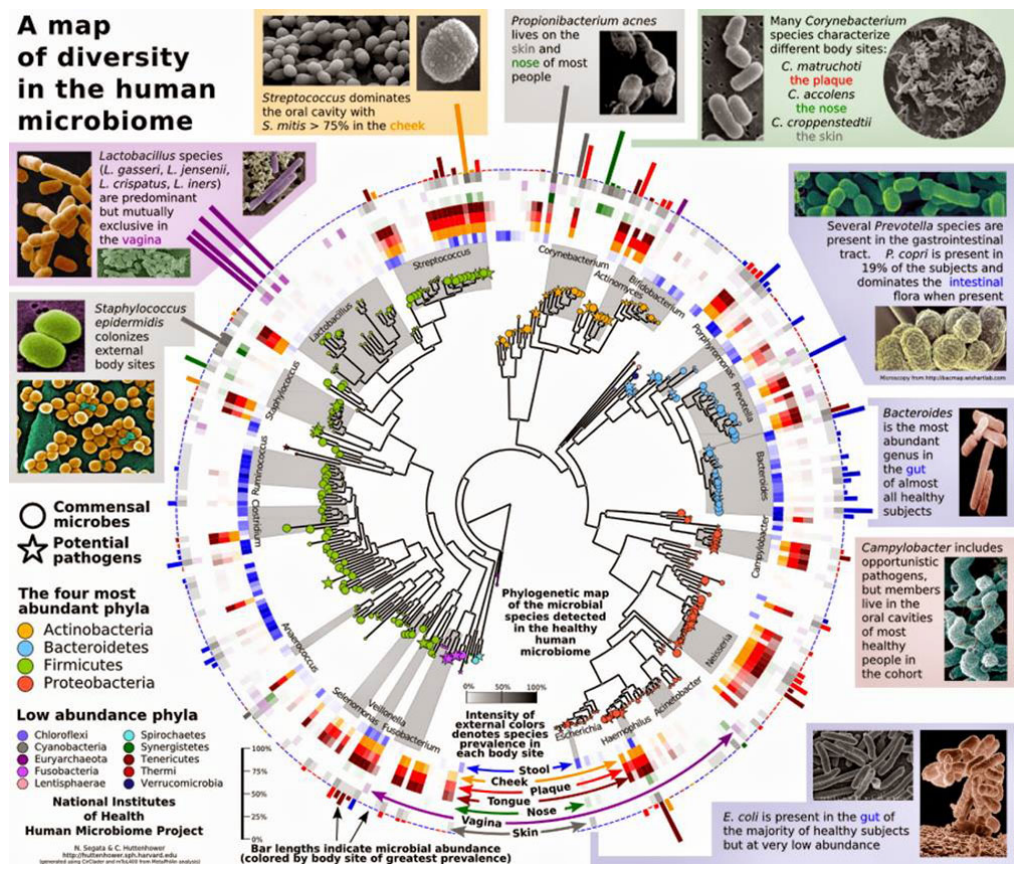 A map
of diversity
in the human
microbiome
Streptococcus dominates
the oral cavity with
S. mitis > 75% in the cheek
Propionibacterium acnes
lives on the
skin and
nose of most
people
Many Corynebacterium
species characterize
different body sites:
C. matruchoti
the plaque
C. accolens
the nose
C. croppenstedtii
the skin
Lactobacillus species
(L. gasseri, L. jensenii,
L. crispatus, L. iners)
are predominant
but mutually
exclusive in
the vagina
Several Prevotella species are
present in the gastrointestinal
tract. P. copri is present in
19% of the subjects and
dominates the intestinal
flora when present
Microscopy from http://bacmap.wishartlab.com
Staphylococcus
epidermidis
colonizes
external
body sites
Bacteroides
is the most
abundant
genus in
the gut
of almost
all healthy
subjects
Campylobacter includes
opportunistic
pathogens,
but members
live in the
oral cavities
of most
healthy
people in
the cohort
E. coli is present in the gut of
the majority of healthy subjects
but at very low abundance
Streptococcus
Lactobacillus
Staphylococcus
Ruminococcus
Clostridium
Anaerococcus
Selenomonas
Veillonella
Fusobacterium
Corynebacterium
Actinomyces
Bifidobacterium
Porphyromonas
Prevotella
Bacteroides
Campylobacter
Neisseria
Acinetobacter
Haemophilus
Escherichia
Phylogenetic map
of the microbial
species detected
in the healthy
human
microbiome
Commensal
microbes
Potential
pathogens
The four most
abundant phyla
Actinobacteria
Bacteroidetes
Firmicutes
Proteobacteria
Low abundance phyla
Chloroflexi
Cyanobacteria
Euryarchaeota
Fusobacteria
Lentisphaerae
Spirochaetes
Synergistetes
Tenericutes
Thermi
Verrucomicrobia
National Institutes
of Health
Human Microbiome Project
N. Segata & C. Huttenhower
http://huttenhower.sph.harvard.edu
0% 50% 100%
Intensity of
external colors
denotes species
prevalence in
each body site
Stool
Cheek
Plaque
Tongue
Nose
Vagina
Skin
100%
75%
50%
25%
0%
Bar lengths indicate microbial abundance
(colored by body site of greatest prevalence)